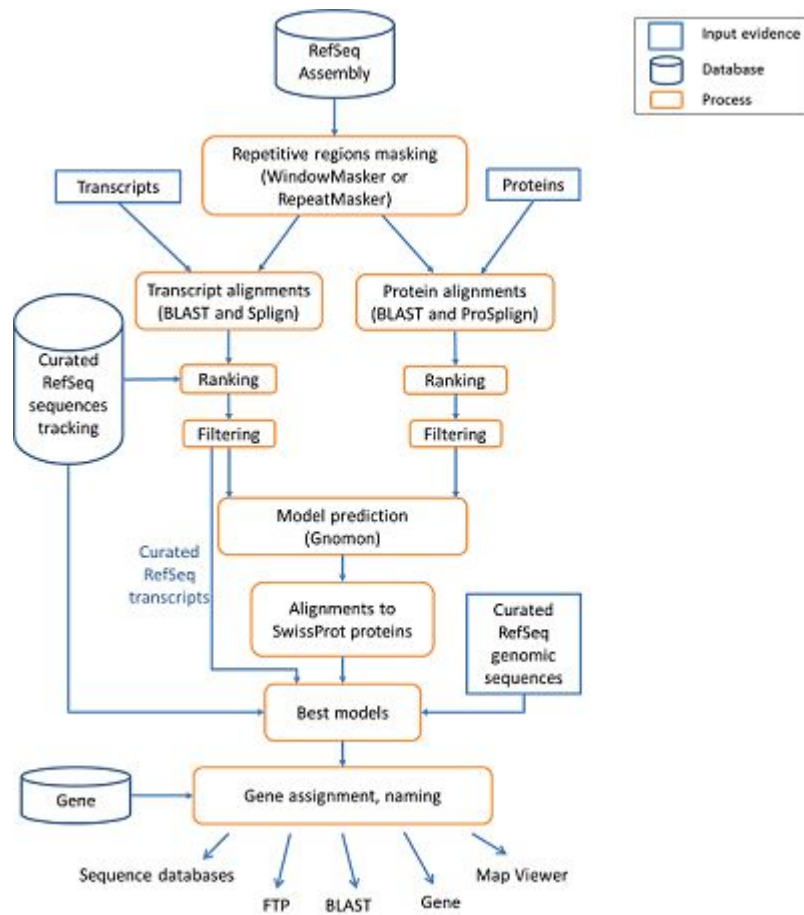 RefSeq
Assembly
Input evidence
Database
Process
Repetitive regions masking
(WindowMasker or
RepeatMasker)
Transcripts
Proteins
Transcript alignments
(BLAST and Splign)
Protein alignments
(BLAST and ProSplign)
Curated
RefSeq
sequences
tracking
Ranking
Ranking
Filtering
Filtering
Model prediction
(Gnomon)
Curated
RefSeq
transcripts
Alignments to
SwissProt proteins
Curated
RefSeq
genomic
sequences
Best models
Gene
Gene assignment, naming
Sequence databases
FTP
BLAST
Gene
Map Viewer